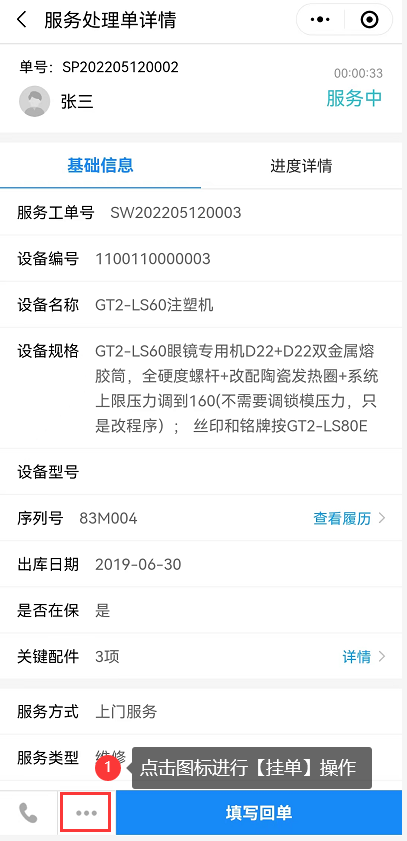 服务处理单详情
单号：SP202205120002
00:00:33
张三
服务中
基础信息 进度详情
服务工单号 SW202205120003
设备编号 1100110000003
设备名称 GT2-LS60注塑机
设备规格 GT2-LS60眼镜专用机D22+D22双金属熔
胶筒，全硬度螺杆+改配陶瓷发热圈+系统
上限压力调到160(不需要调锁模压力，只
是改程序）； 丝印和铭牌按GT2-LS80E
设备型号
序列号 83M004 查看履历
出库日期 2019-06-30
是否在保 是
关键配件 3项 详情
服务方式 上门服务
服务类型 维修
1 点击图标进行【挂单】操作
填写回单